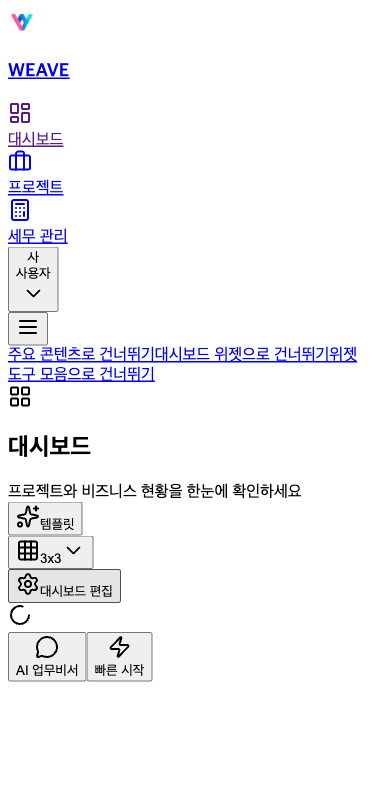 WEAVE
대시보드
프로젝트
세무 관리
사
사용자
주요 콘텐츠로 건너뛰기대시보드 위젯으로 건너뛰기위젯
도구 모음으로 건너뛰기
대시보드
프로젝트와 비즈니스 현황을 한눈에 확인하세요
템플릿
3x3
대시보드 편집
AI 업무비서 빠른 시작